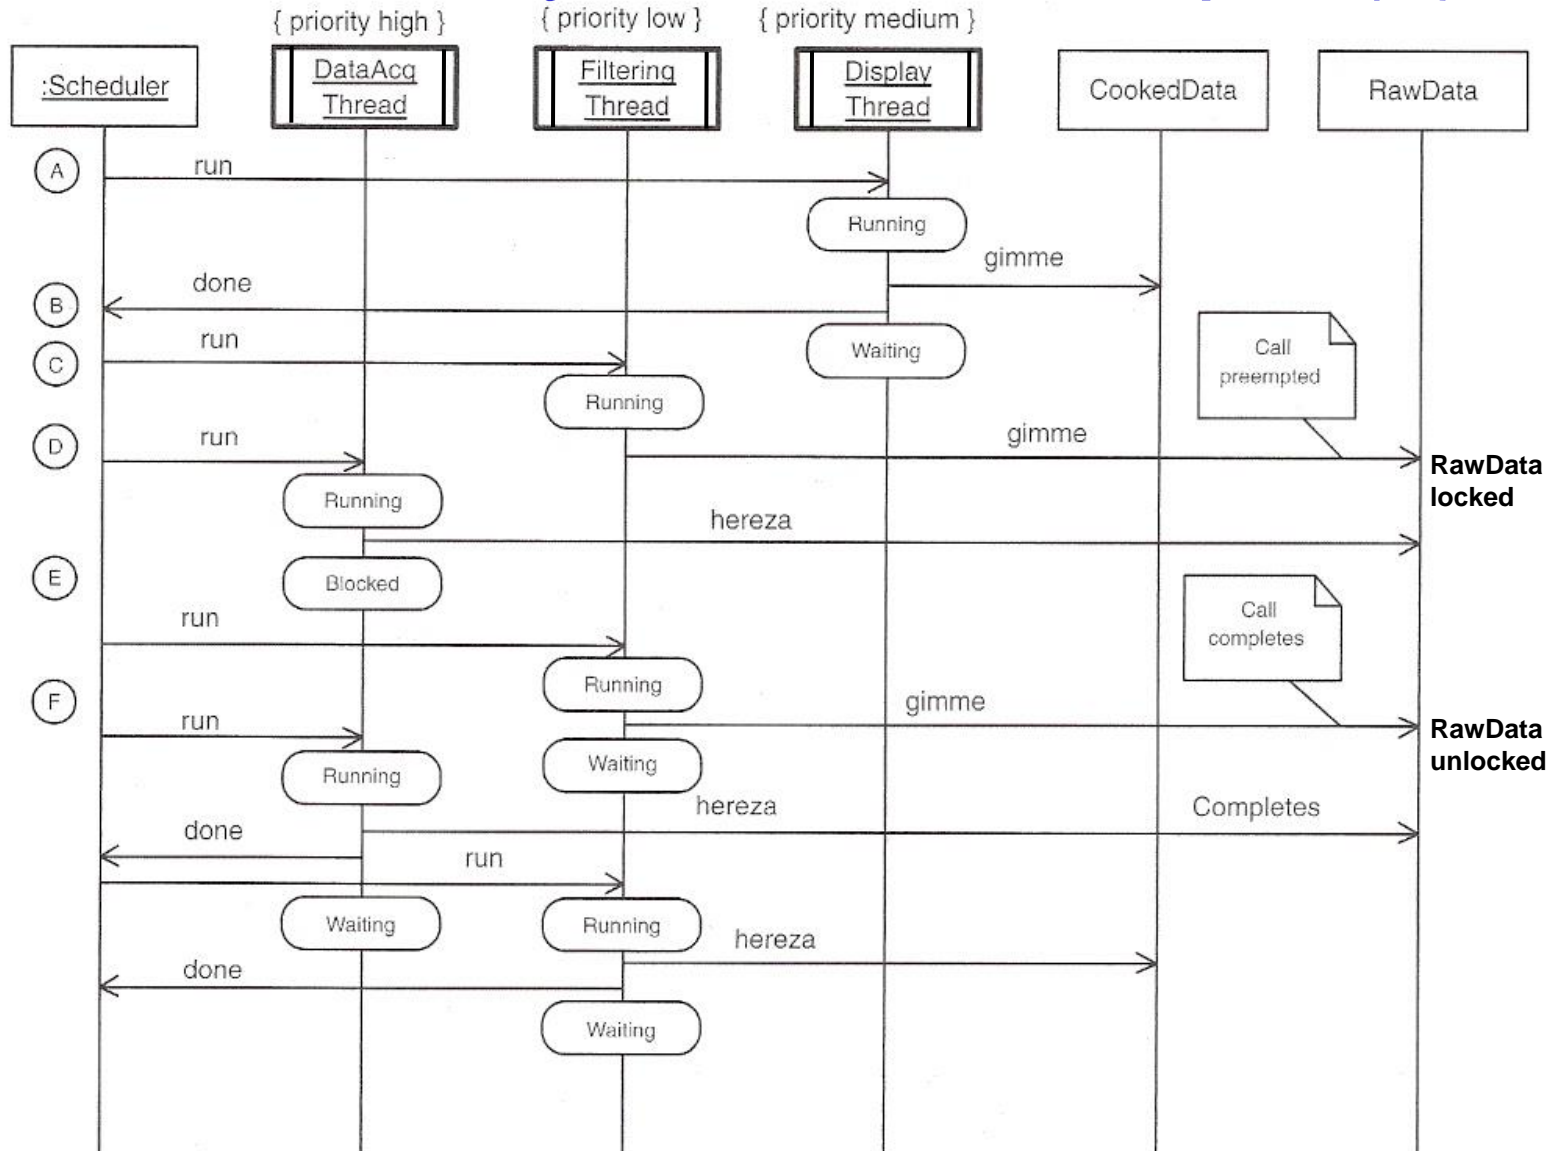 { priority high }
{ priority low }
{ priority medium }
:Scheduler
DataAcq
Thread
Filtering
Thread
Display
Thread
CookedData
RawData
A
run
Running
gimme
B
done
Waiting
Call
preempted
C
run
Running
D
run
gimme
RawData
locked
Running
hereza
E
Blocked
Call
completes
run
Running
F
gimme
run
RawData
unlocked
Running
Waiting
hereza
Completes
done
run
Waiting
Running
hereza
done
Waiting